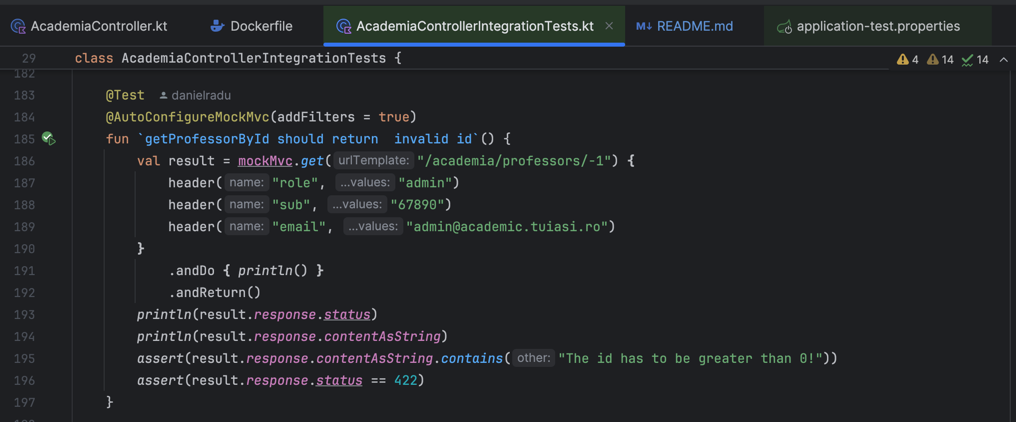 AcademiaController.kt Dockerfile AcademiaControllerIntegrationTests.kt × M↓ README.md application-test.properties
29 class AcademiaControllerIntegrationTests { 4 14 14
182
183 @Test danielradu
184 @AutoConfigureMockMvc(addFilters = true)
185 fun `getProfessorById should return  invalid id`() {
186 val result = mockMvc.get( urlTemplate: "/academia/professors/-1") {
187 header( name: "role", ...values: "admin")
188 header( name: "sub", ...values: "67890")
189 header( name: "email", ...values: "admin@academic.tuiasi.ro")
190 }
191 .andDo { println() }
192 .andReturn()
193 println(result.response.status)
194 println(result.response.contentAsString)
195 assert(result.response.contentAsString.contains( other: "The id has to be greater than 0!"))
196 assert(result.response.status == 422)
197 }